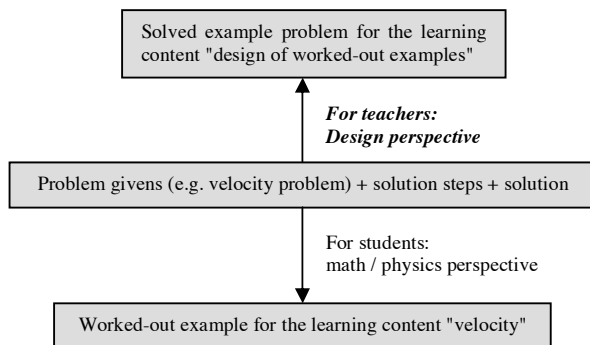 Solved example problem for the learning
content "design of worked-out examples"
For teachers:
Design perspective
Problem givens (e.g. velocity problem) + solution steps + solution
For students:
math / physics perspective
Worked-out example for the learning content "velocity"